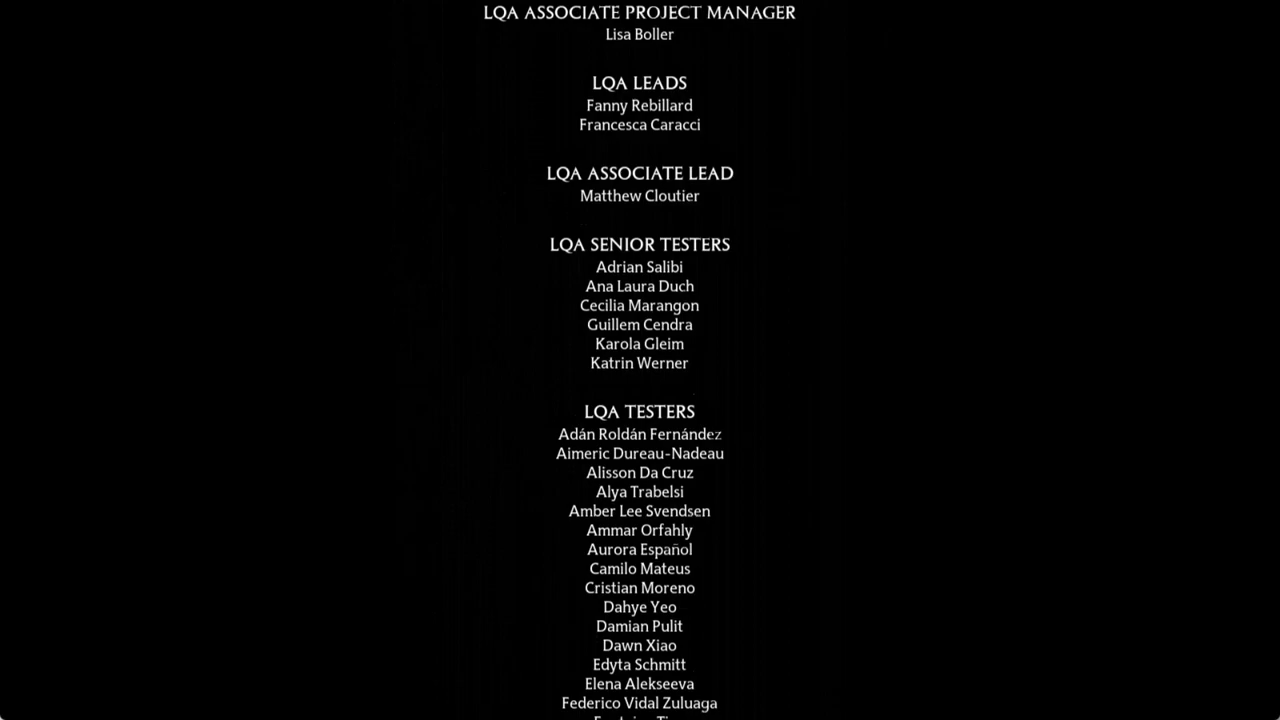 LQA ASSOCIATE PROJECT MANAGER
Lisa Boller
LQA LEADS
Fanny Rebillard
Francesca Caracci
LQA ASSOCIATE LEAD
Matthew Cloutier
LQA SENIOR TESTERS
Adrian Salibi
Ana Laura Duch
Cecilia Marangon
Guillem Cendra
Karola Gleim
Katrin Werner
LQA TESTERS
Adán Roldán Fernández
Aimeric Dureau-Nadeau
Alisson Da Cruz
Alya Trabelsi
Amber Lee Svendsen
Ammar Orfahly
Aurora Español
Camilo Mateus
Cristian Moreno
Dahye Yeo
Damian Pulit
Dawn Xiao
Edyta Schmitt
Elena Alekseeva
Federico Vidal Zuluaga